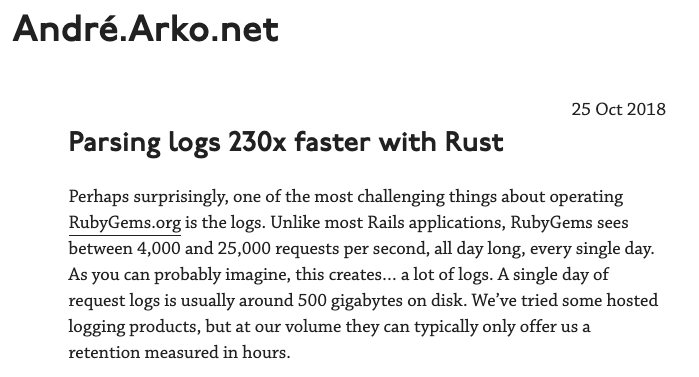 André.Arko.net
25 Oct 2018
Parsing logs 230x faster with Rust
Perhaps surprisingly, one of the most challenging things about operating
RubyGems.org is the logs. Unlike most Rails applications, RubyGems sees
between 4,000 and 25,000 requests per second, all day long, every single day.
As you can probably imagine, this creates… a lot of logs. A single day of
request logs is usually around 500 gigabytes on disk. We’ve tried some hosted
logging products, but at our volume they can typically only offer us a
retention measured in hours.